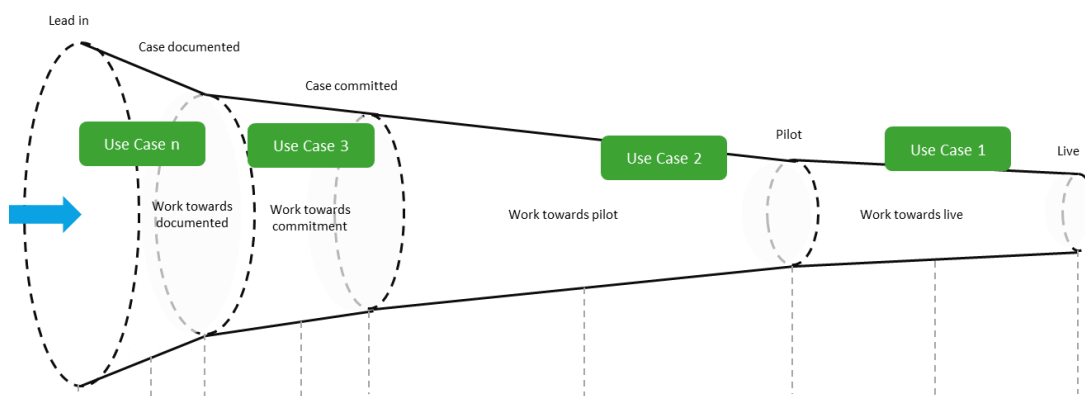 Lead in
Case documented
Case committed
Pilot
Live
Use Case n
Use Case 3
Use Case 2
Use Case 1
Work towards
documented
Work towards
commitment
Work towards pilot
Work towards live